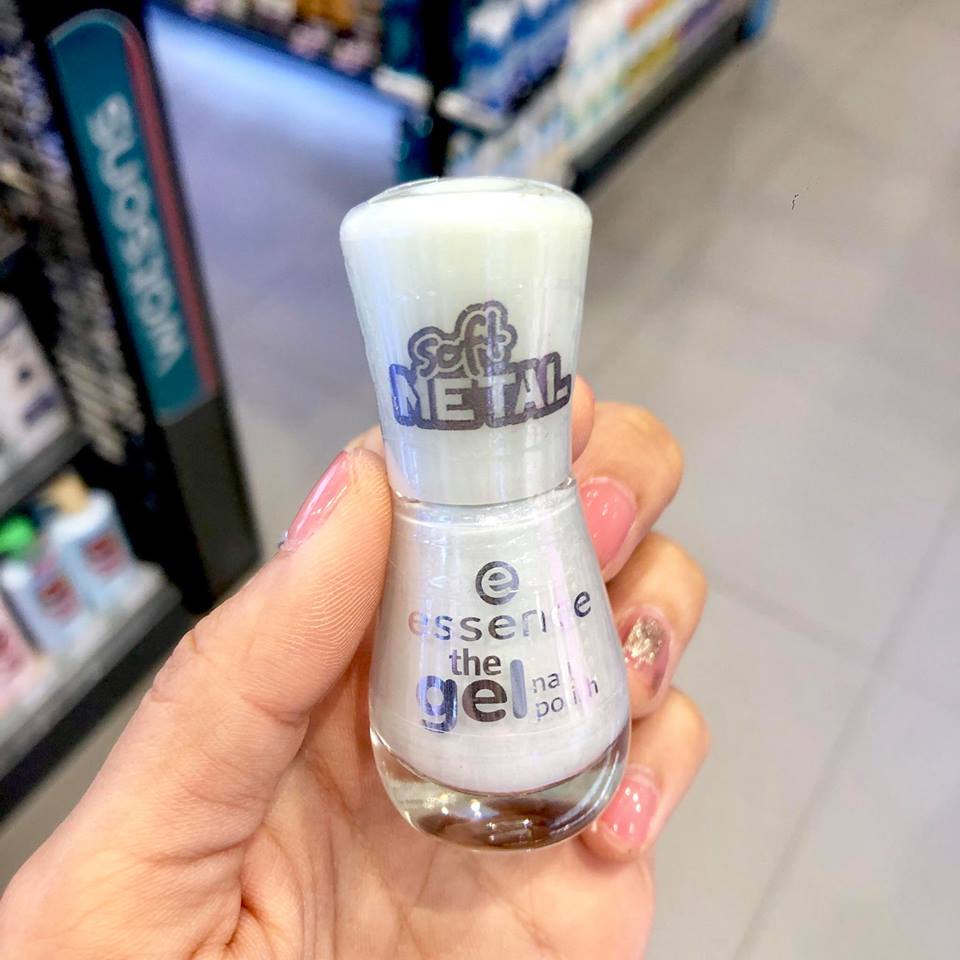 soft
METAL
e
essence
the
gel nail
polish
WATSONS